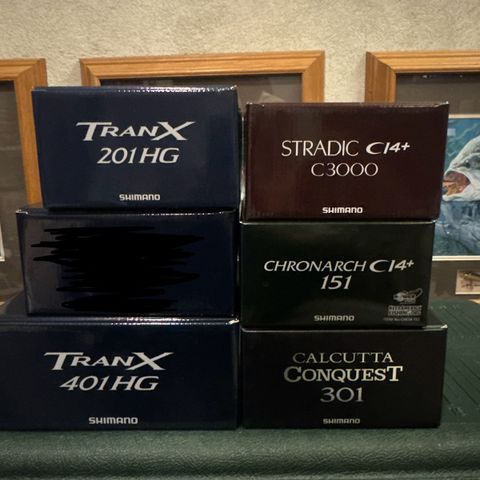 TRANX
201HG
SHIMANO
TRANX
401HG
SHIMANO
STRADIC CI4+
C3000
SHIMANO
CHRONARCH CI4+
151
SHIMANO
CALCUTTA
CONQUEST
301
SHIMANO